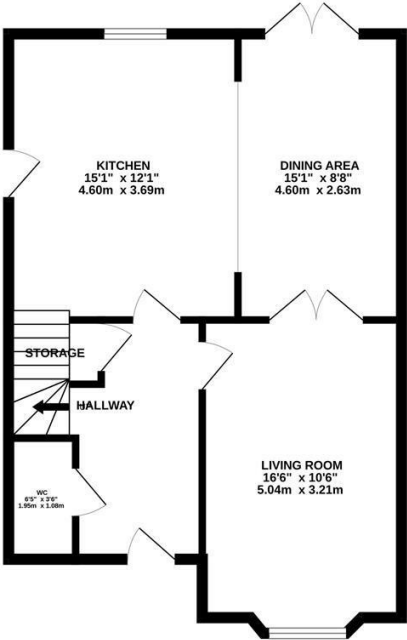 KITCHEN
15'1" x 12'1"
4.60m x 3.69m
DINING AREA
15'1" x 8'8"
4.60m x 2.63m
STORAGE
HALLWAY
WC
6'5" x 3'6"
1.95m x 1.08m
LIVING ROOM
16'6" x 10'6"
5.04m x 3.21m